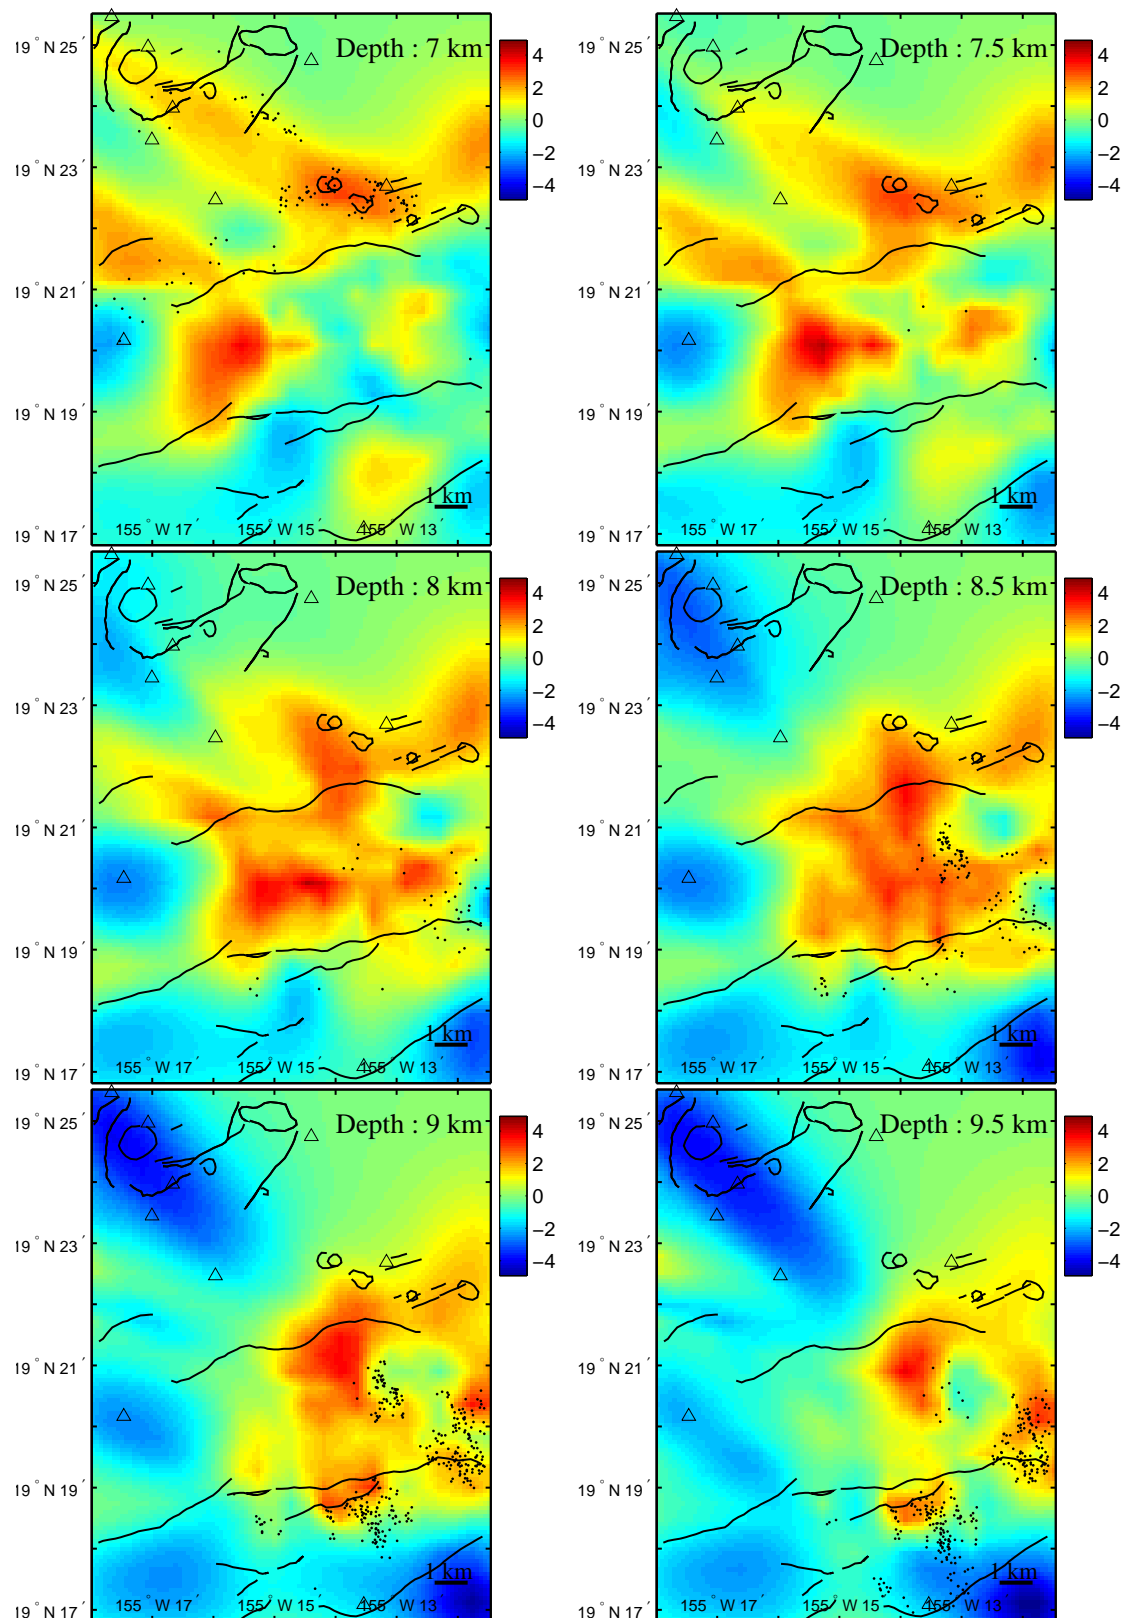 Depth : 7 km
19° N 25´
19° N 23´
19° N 21´
19° N 19´
19° N 17´
155° W 17´
155° W 15´
155° W 13´
1 km
4
2
0
−2
−4
Depth : 7.5 km
19° N 25´
19° N 23´
19° N 21´
19° N 19´
19° N 17´
155° W 17´
155° W 15´
155° W 13´
1 km
4
2
0
−2
−4
Depth : 8 km
19° N 25´
19° N 23´
19° N 21´
19° N 19´
19° N 17´
155° W 17´
155° W 15´
155° W 13´
1 km
4
2
0
−2
−4
Depth : 8.5 km
19° N 25´
19° N 23´
19° N 21´
19° N 19´
19° N 17´
155° W 17´
155° W 15´
155° W 13´
1 km
4
2
0
−2
−4
Depth : 9 km
19° N 25´
19° N 23´
19° N 21´
19° N 19´
19° N 17´
155° W 17´
155° W 15´
155° W 13´
1 km
4
2
0
−2
−4
Depth : 9.5 km
19° N 25´
19° N 23´
19° N 21´
19° N 19´
19° N 17´
155° W 17´
155° W 15´
155° W 13´
1 km
4
2
0
−2
−4